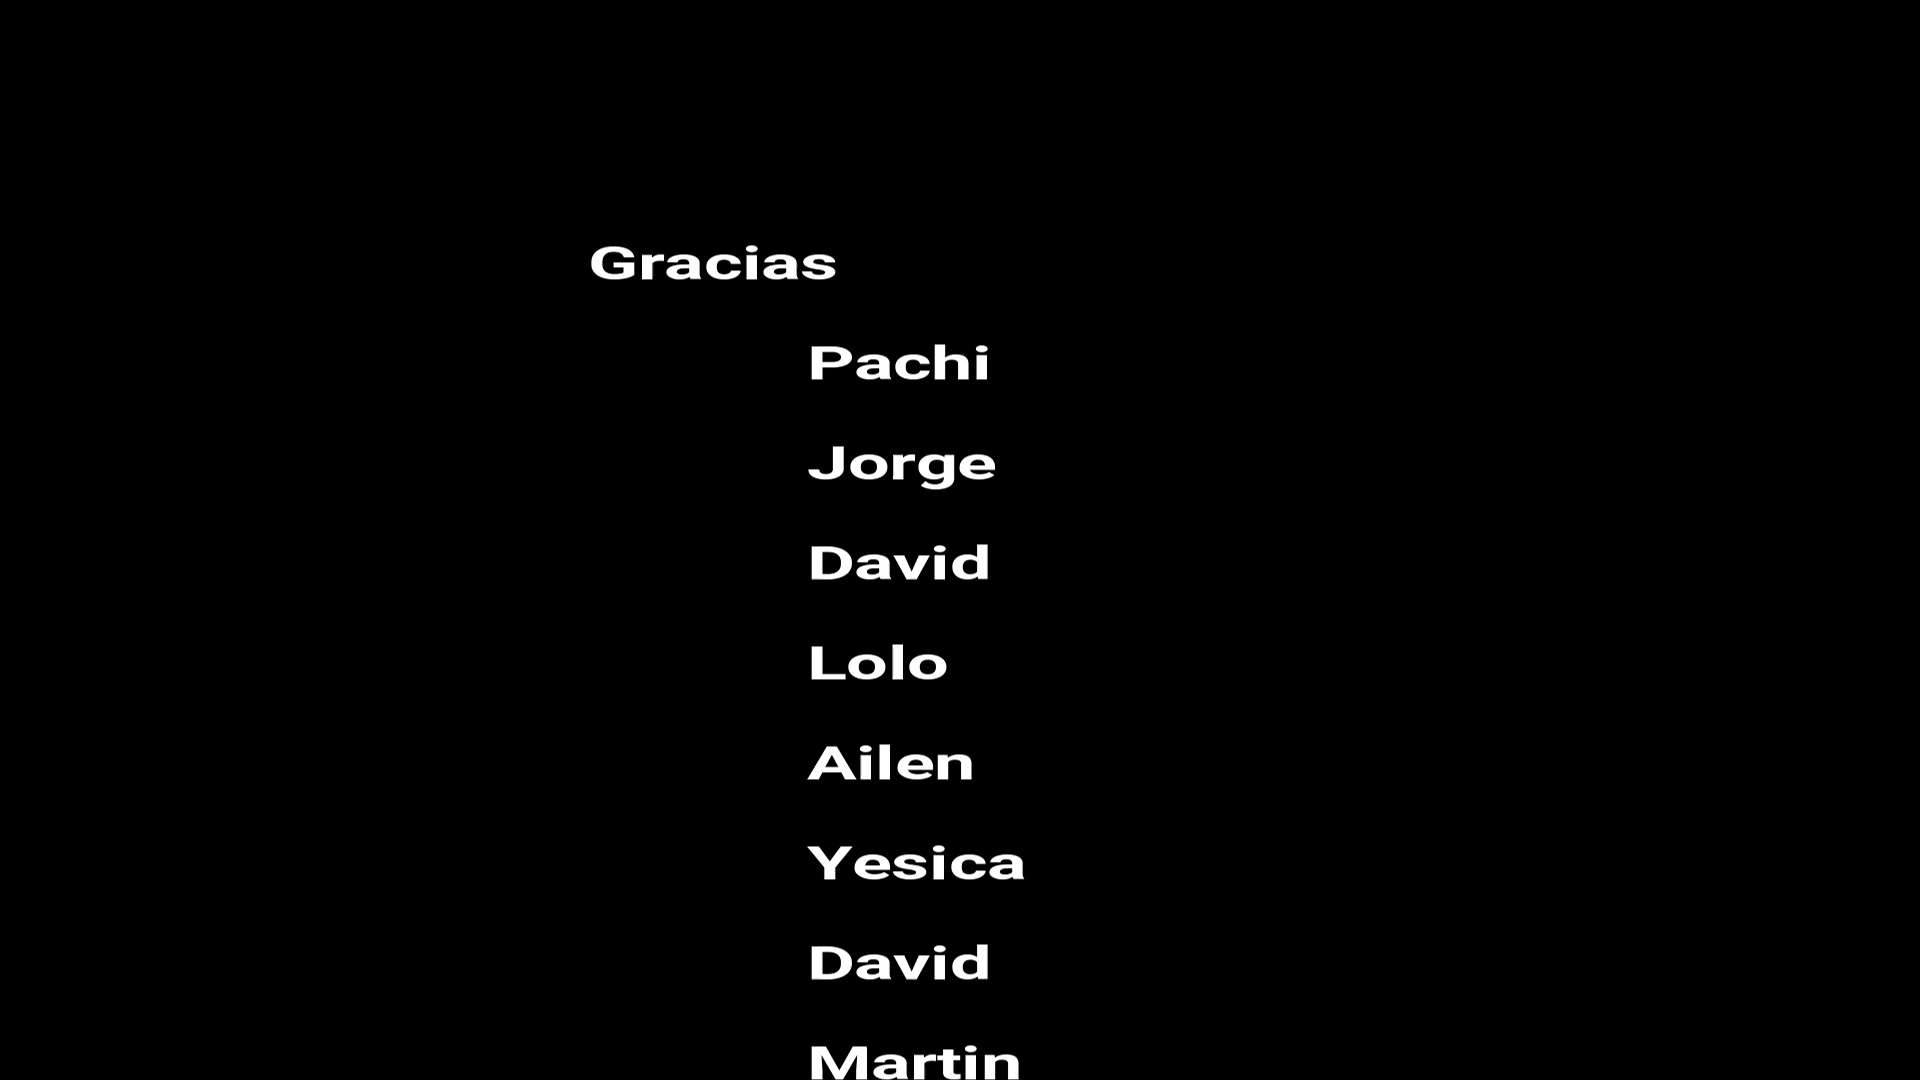 Gracias
Pachi
Jorge
David
Lolo
Ailen
Yesica
David
Martin